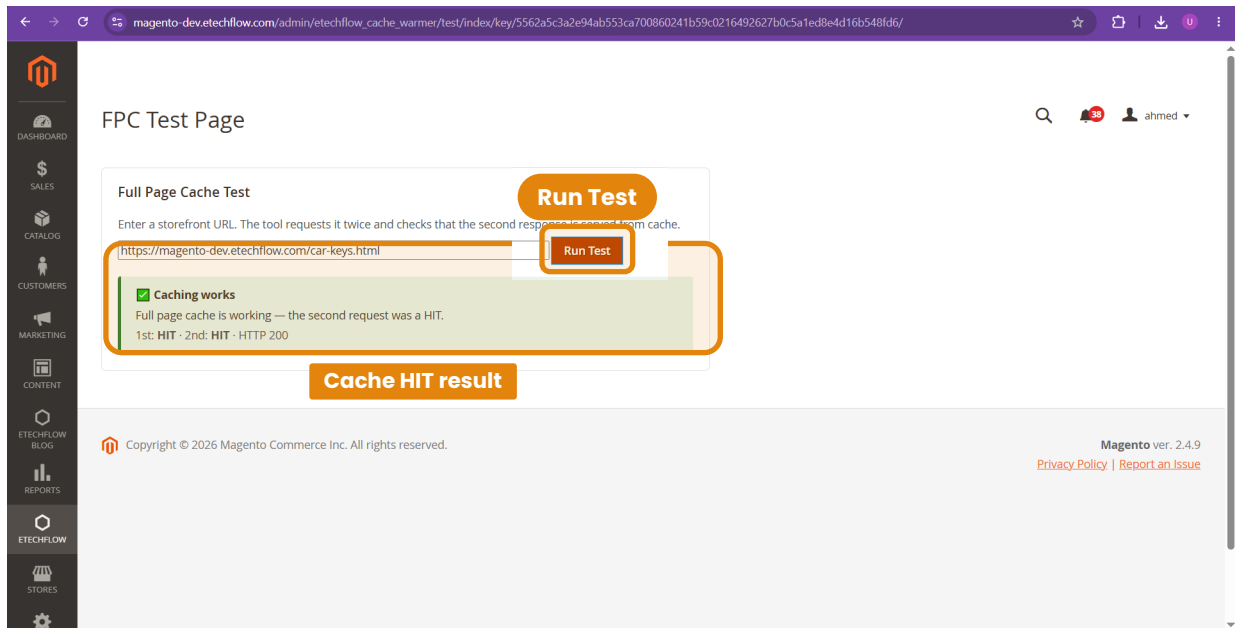 magento-dev.etechflow.com/admin/etechflow_cache_warmer/test/index/key/5562a5c3a2e94ab553ca700860241b59c0216492627b0c5a1ed8e4d16b548fd6/
U
DASHBOARD
SALES
CATALOG
CUSTOMERS
MARKETING
CONTENT
ETECHFLOW
BLOG
REPORTS
ETECHFLOW
STORES
FPC Test Page
38
ahmed
Full Page Cache Test
Run Test
Enter a storefront URL. The tool requests it twice and checks that the second response is served from cache.
https://magento-dev.etechflow.com/car-keys.html
Run Test
Caching works
Full page cache is working — the second request was a HIT.
1st: HIT · 2nd: HIT · HTTP 200
Cache HIT result
Copyright © 2026 Magento Commerce Inc. All rights reserved.
Magento ver. 2.4.9
Privacy Policy | Report an Issue